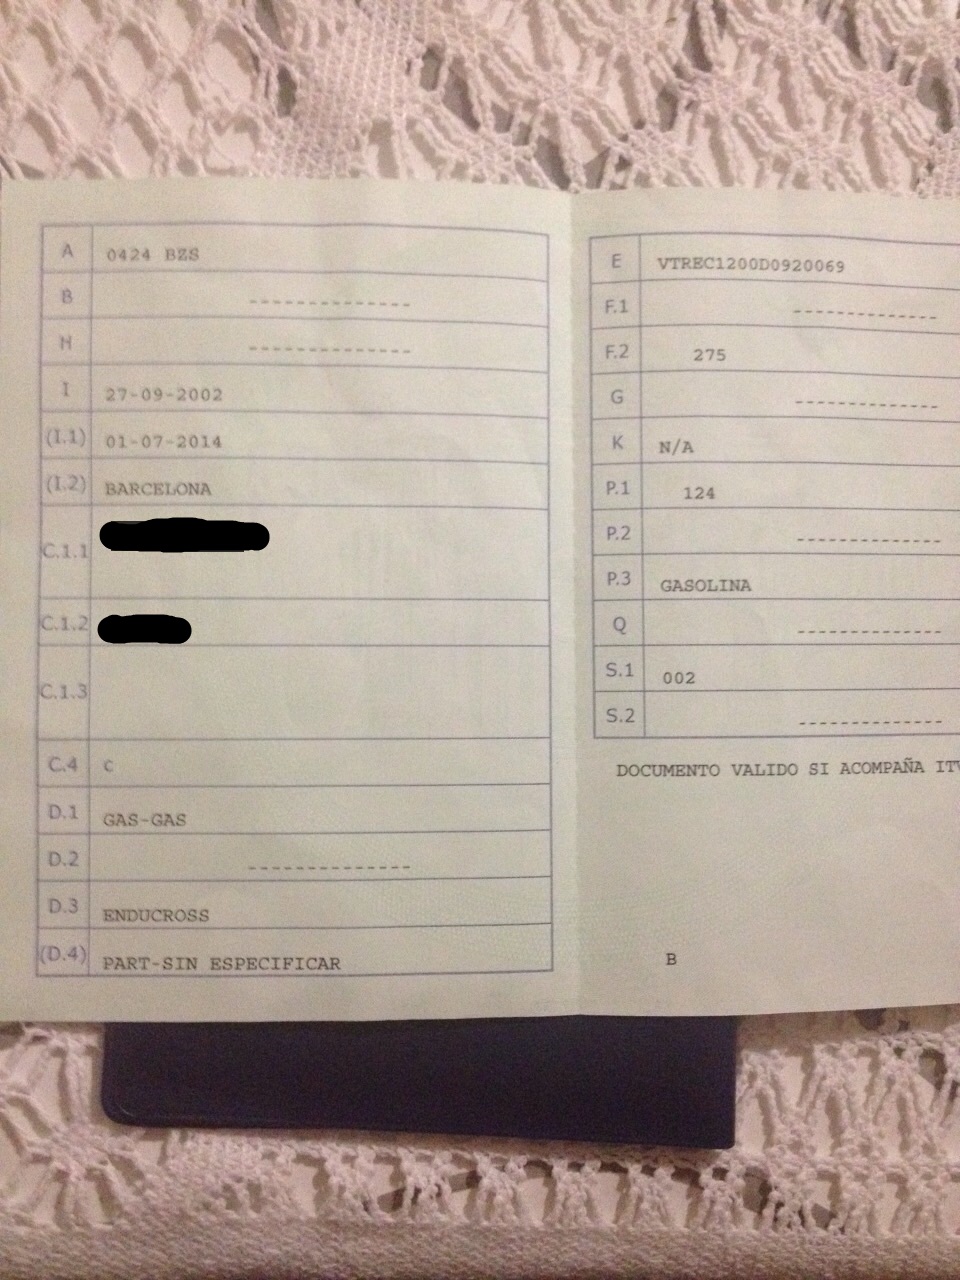 A 0424 BZS
B -------------
H -------------
I 27-09-2002
(I.1) 01-07-2014
(I.2) BARCELONA
C.1.1
C.1.2
C.1.3
C.4 C
D.1 GAS-GAS
D.2 -------------
D.3 ENDUCROSS
(D.4) PART-SIN ESPECIFICAR
E VTREC1200D0920069
F.1 ------------
F.2 275
G ------------
K N/A
P.1 124
P.2 ------------
P.3 GASOLINA
Q ------------
S.1 002
S.2 ------------
DOCUMENTO VALIDO SI ACOMPAÑA ITV
B